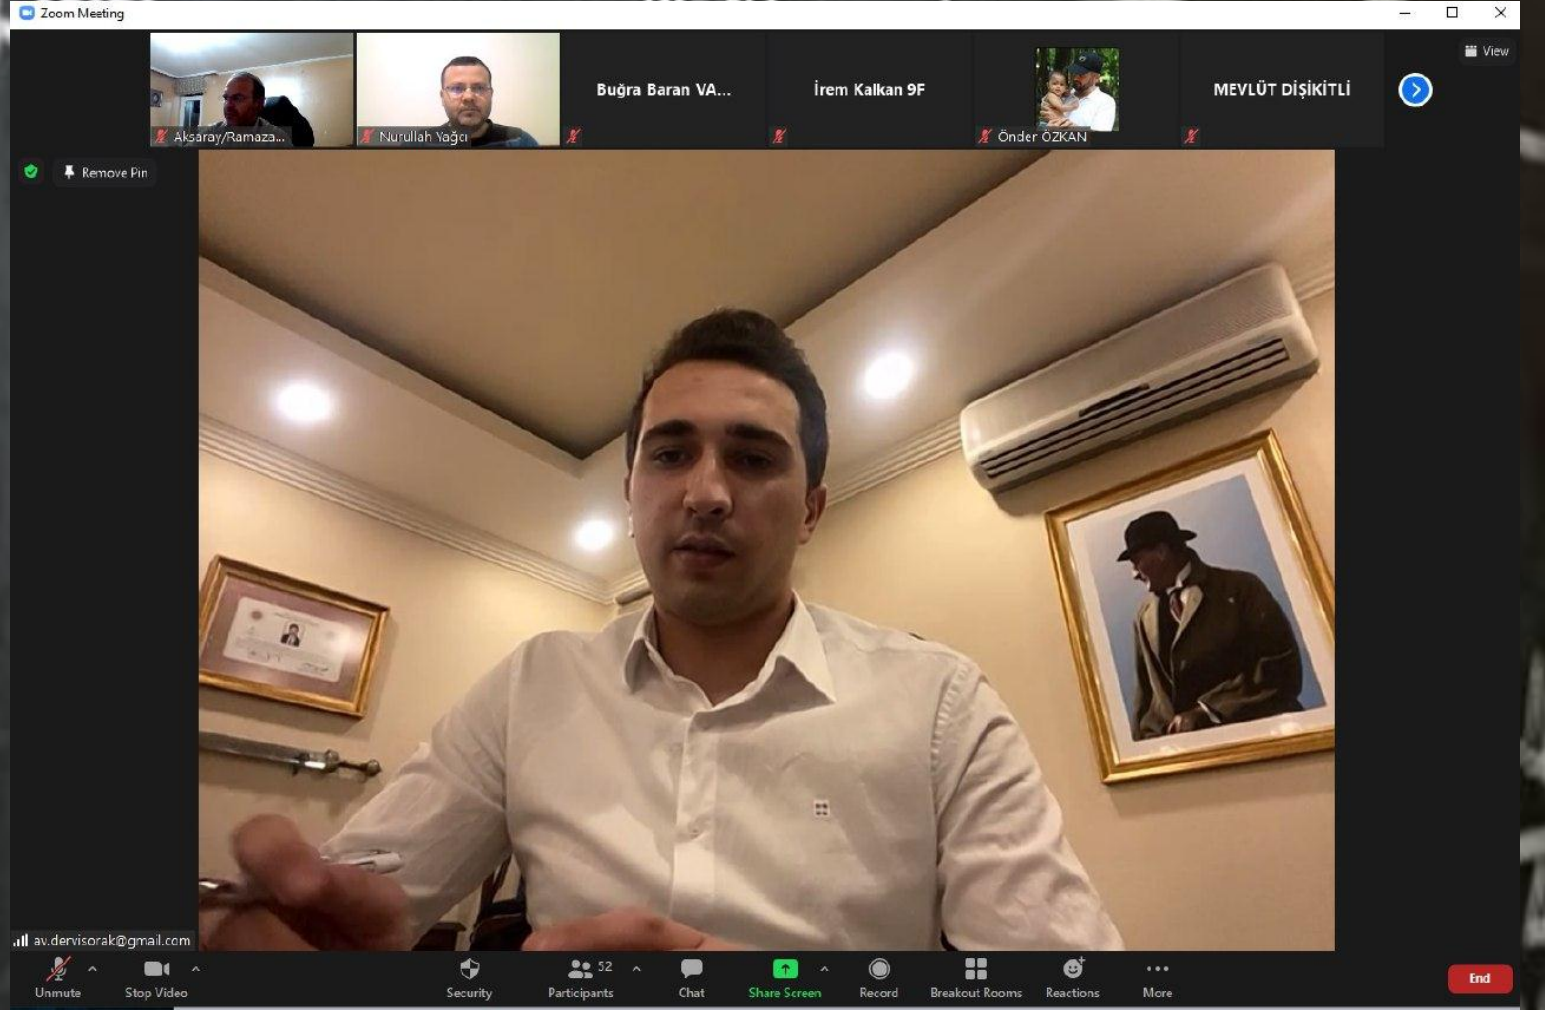 Zoom Meeting
View
Buğra Baran VA...
İrem Kalkan 9F
MEVLÜT DİŞİKİTLİ
Aksaray/Ramaza...
Nurullah Yağcı
Önder ÖZKAN
Remove Pin
av.dervisorak@gmail.com
52
Unmute
Stop Video
Security
Participants
Chat
Share Screen
Record
Breakout Rooms
Reactions
More
End